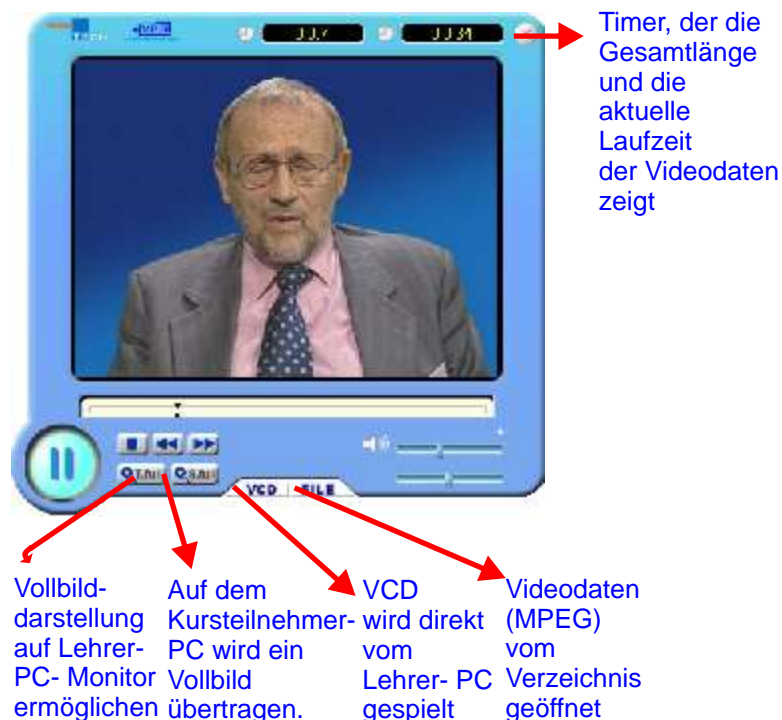 Timer, der die
Gesamtlänge
und die
aktuelle
Laufzeit
der Videodaten
zeigt
T.full S.full
VCD FILE
Vollbild-
darstellung
auf Lehrer-
PC- Monitor
ermöglichen
Auf dem
Kursteilnehmer-
PC wird ein
Vollbild
übertragen.
VCD
wird direkt
vom
Lehrer- PC
gespielt
Videodaten
(MPEG)
vom
Verzeichnis
geöffnet